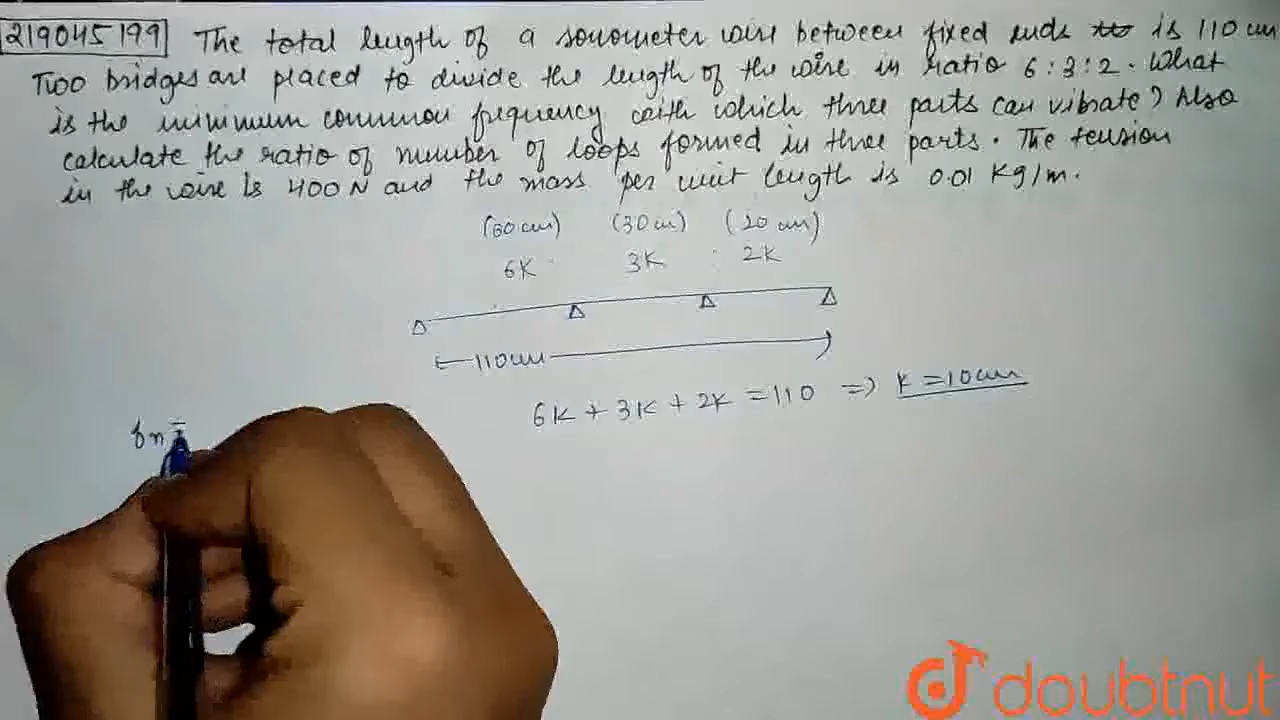 219045199 The total length of a sonometer wire between fixed ends is 110 cm
Two bridges are placed to divide the length of the wire in ratio 6:3:2. What
is the minimum common frequency with which three parts can vibrate? Also
calculate the ratio of number of loops formed in three parts. The tension
in the wire is 400 N and the mass per unit length is 0.01 Kg/m.
(60 cm) (30 cm) (20 cm)
6K : 3K : 2K
110 cm
6K + 3K + 2K = 110 => K = 10 cm
fn =
doubtnut